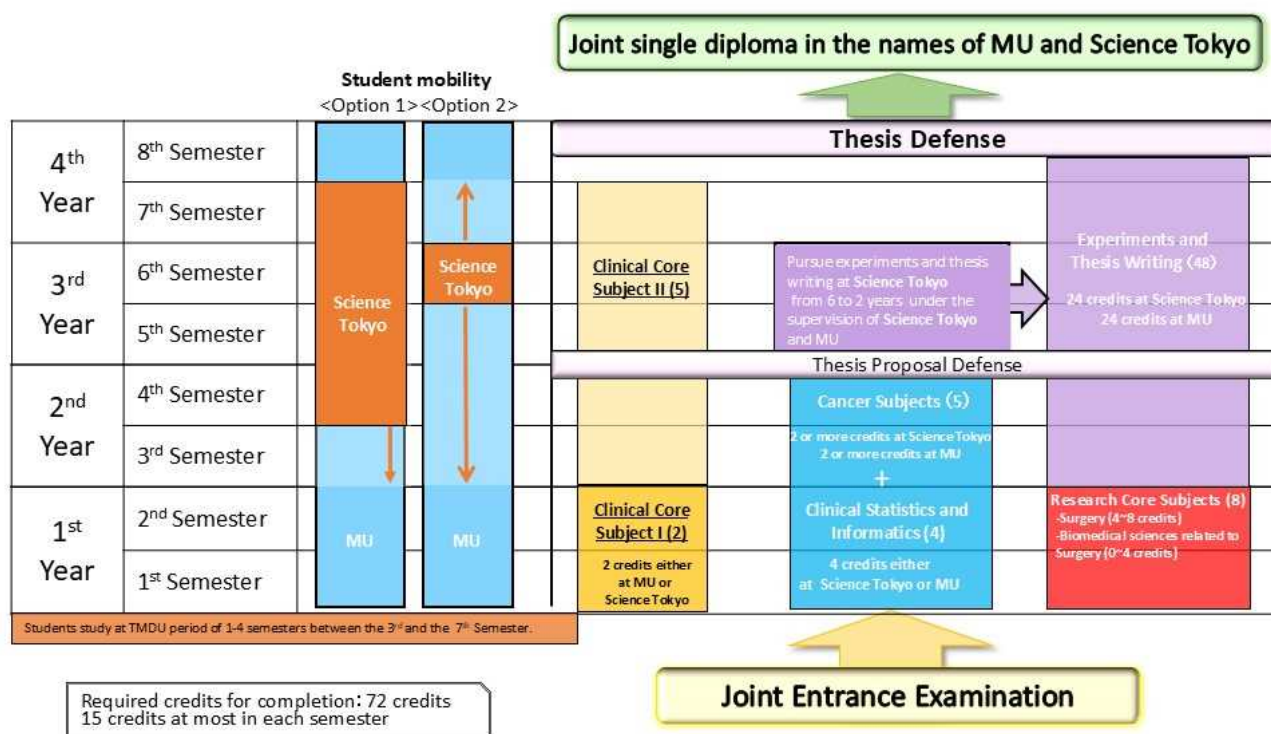 Joint single diploma in the names of MU and Science Tokyo
Student mobility
<Option 1><Option 2>
4th
Year
8th Semester
7th Semester
3rd
Year
6th Semester
5th Semester
2nd
Year
4th Semester
3rd Semester
1st
Year
2nd Semester
1st Semester
Science
Tokyo
MU
Science
Tokyo
MU
Thesis Defense
Clinical Core
Subject II (5)
Pursue experiments and thesis
writing at Science Tokyo
from 6 to 2 years under the
supervision of Science Tokyo
and MU
Experiments and
Thesis Writing (48)
24 credits at Science Tokyo
24 credits at MU
Thesis Proposal Defense
Cancer Subjects (5)
2 or more credits at Science Tokyo
2 or more credits at MU
+
Clinical Statistics and
Informatics (4)
4 credits either
at Science Tokyo or MU
Clinical Core
Subject I (2)
2 credits either
at MU or
Science Tokyo
Research Core Subjects (8)
-Surgery (4~8 credits)
-Biomedical sciences related to
Surgery (0~4 credits)
Students study at TMDU period of 1-4 semesters between the 3rd and the 7th Semester.
Required credits for completion: 72 credits
15 credits at most in each semester
Joint Entrance Examination